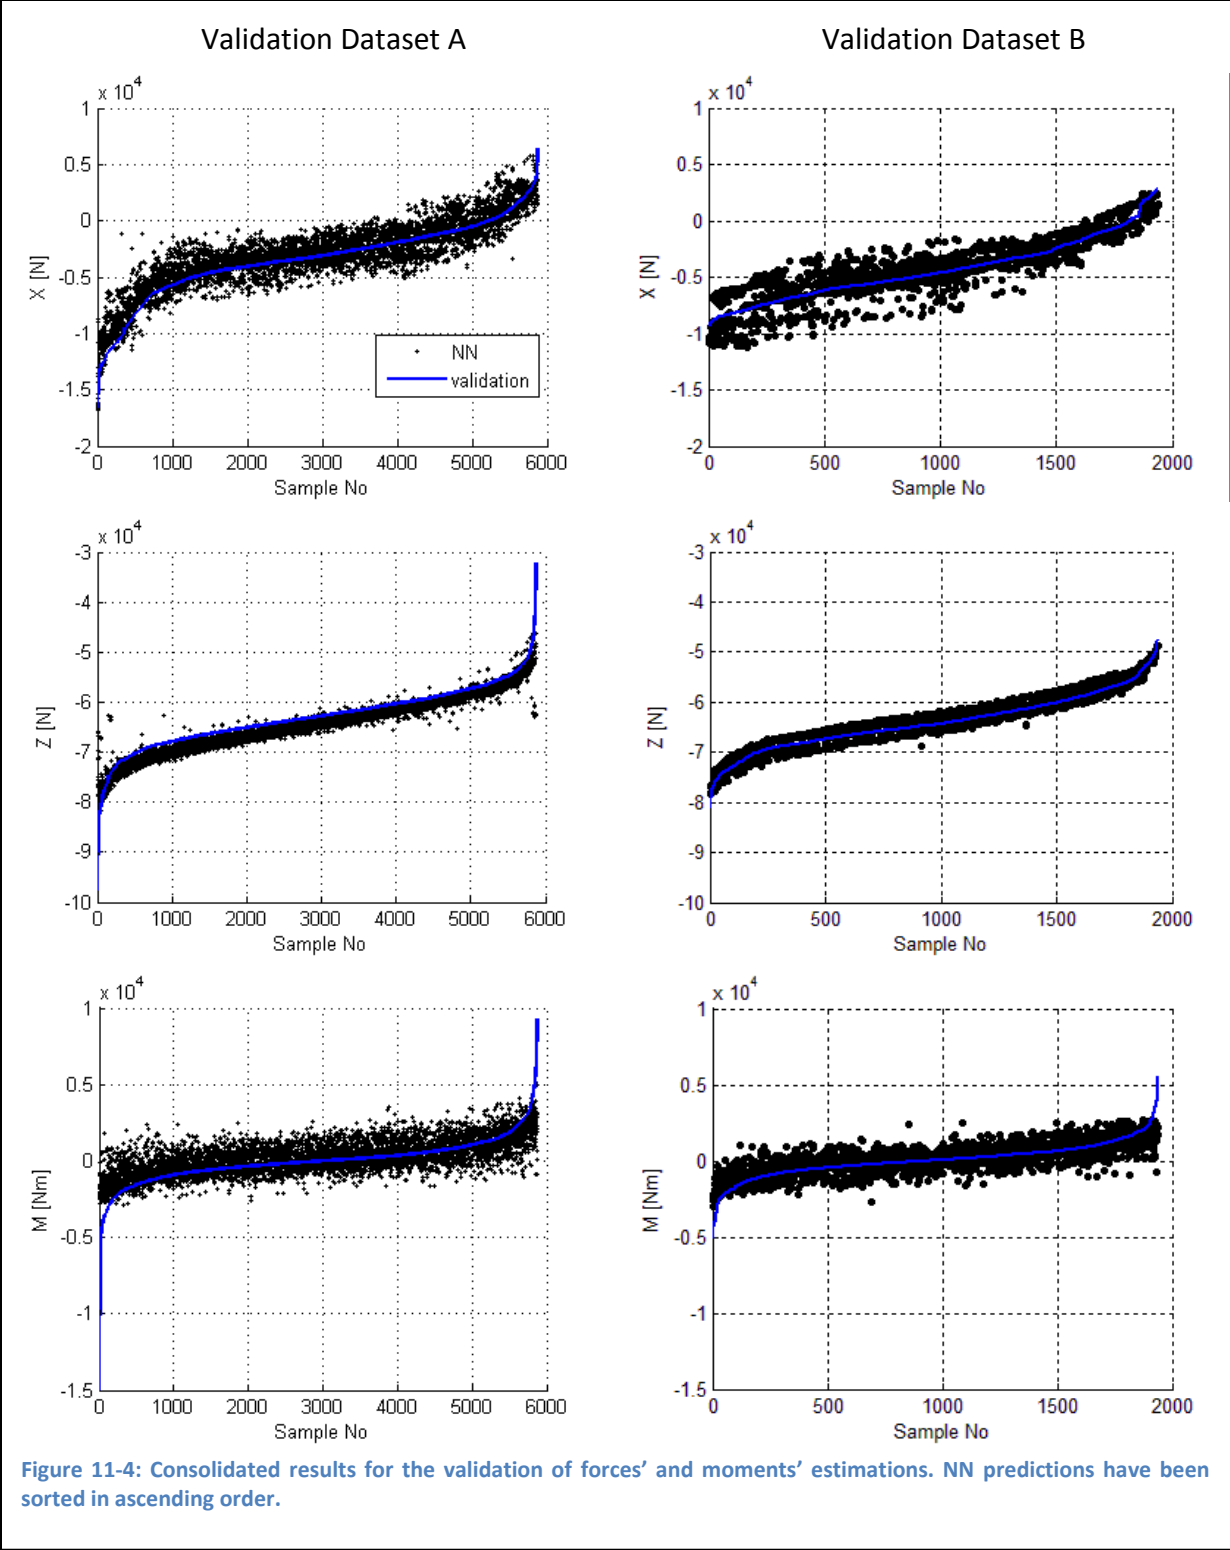 Validation Dataset A
Validation Dataset B
x 10^4
1
0.5
0
-0.5
-1
-1.5
-2
X [N]
0 1000 2000 3000 4000 5000 6000
Sample No
NN
validation
x 10^4
1
0.5
0
-0.5
-1
-1.5
-2
X [N]
0 500 1000 1500 2000
Sample No
x 10^4
-3
-4
-5
-6
-7
-8
-9
-10
Z [N]
0 1000 2000 3000 4000 5000 6000
Sample No
x 10^4
-3
-4
-5
-6
-7
-8
-9
-10
Z [N]
0 500 1000 1500 2000
Sample No
x 10^4
1
0.5
0
-0.5
-1
-1.5
M [Nm]
0 1000 2000 3000 4000 5000 6000
Sample No
x 10^4
1
0.5
0
-0.5
-1
-1.5
M [Nm]
0 500 1000 1500 2000
Sample No
Figure 11-4: Consolidated results for the validation of forces’ and moments’ estimations. NN predictions have been
sorted in ascending order.